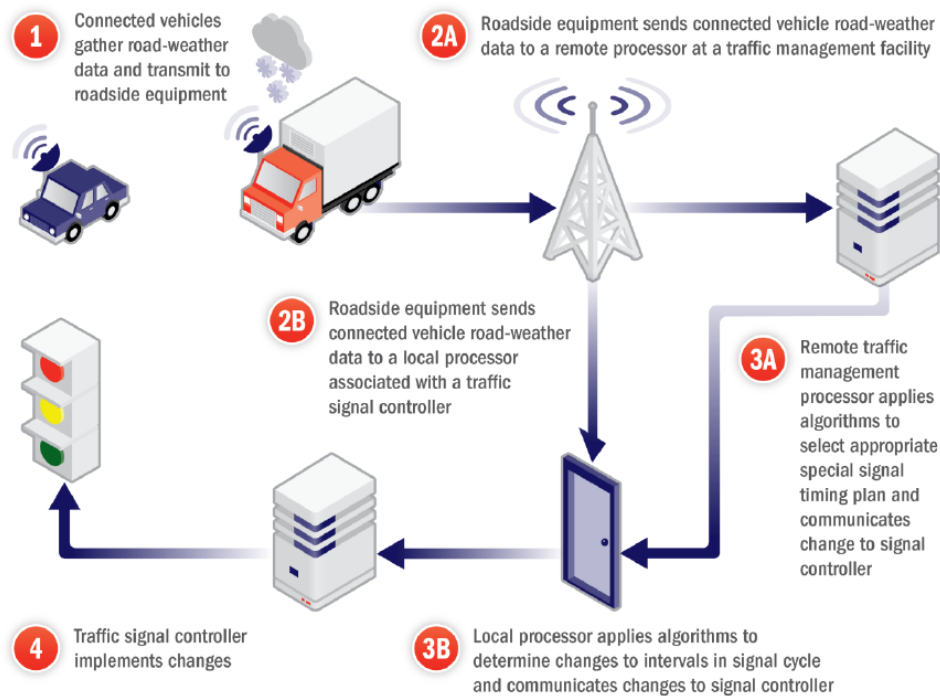 1
Connected vehicles
gather road-weather
data and transmit to
roadside equipment
2A
Roadside equipment sends connected vehicle road-weather
data to a remote processor at a traffic management facility
2B
Roadside equipment sends
connected vehicle road-weather
data to a local processor
associated with a traffic
signal controller
3A
Remote traffic
management
processor applies
algorithms to
select appropriate
special signal
timing plan and
communicates
change to signal
controller
4
Traffic signal controller
implements changes
3B
Local processor applies algorithms to
determine changes to intervals in signal cycle
and communicates changes to signal controller